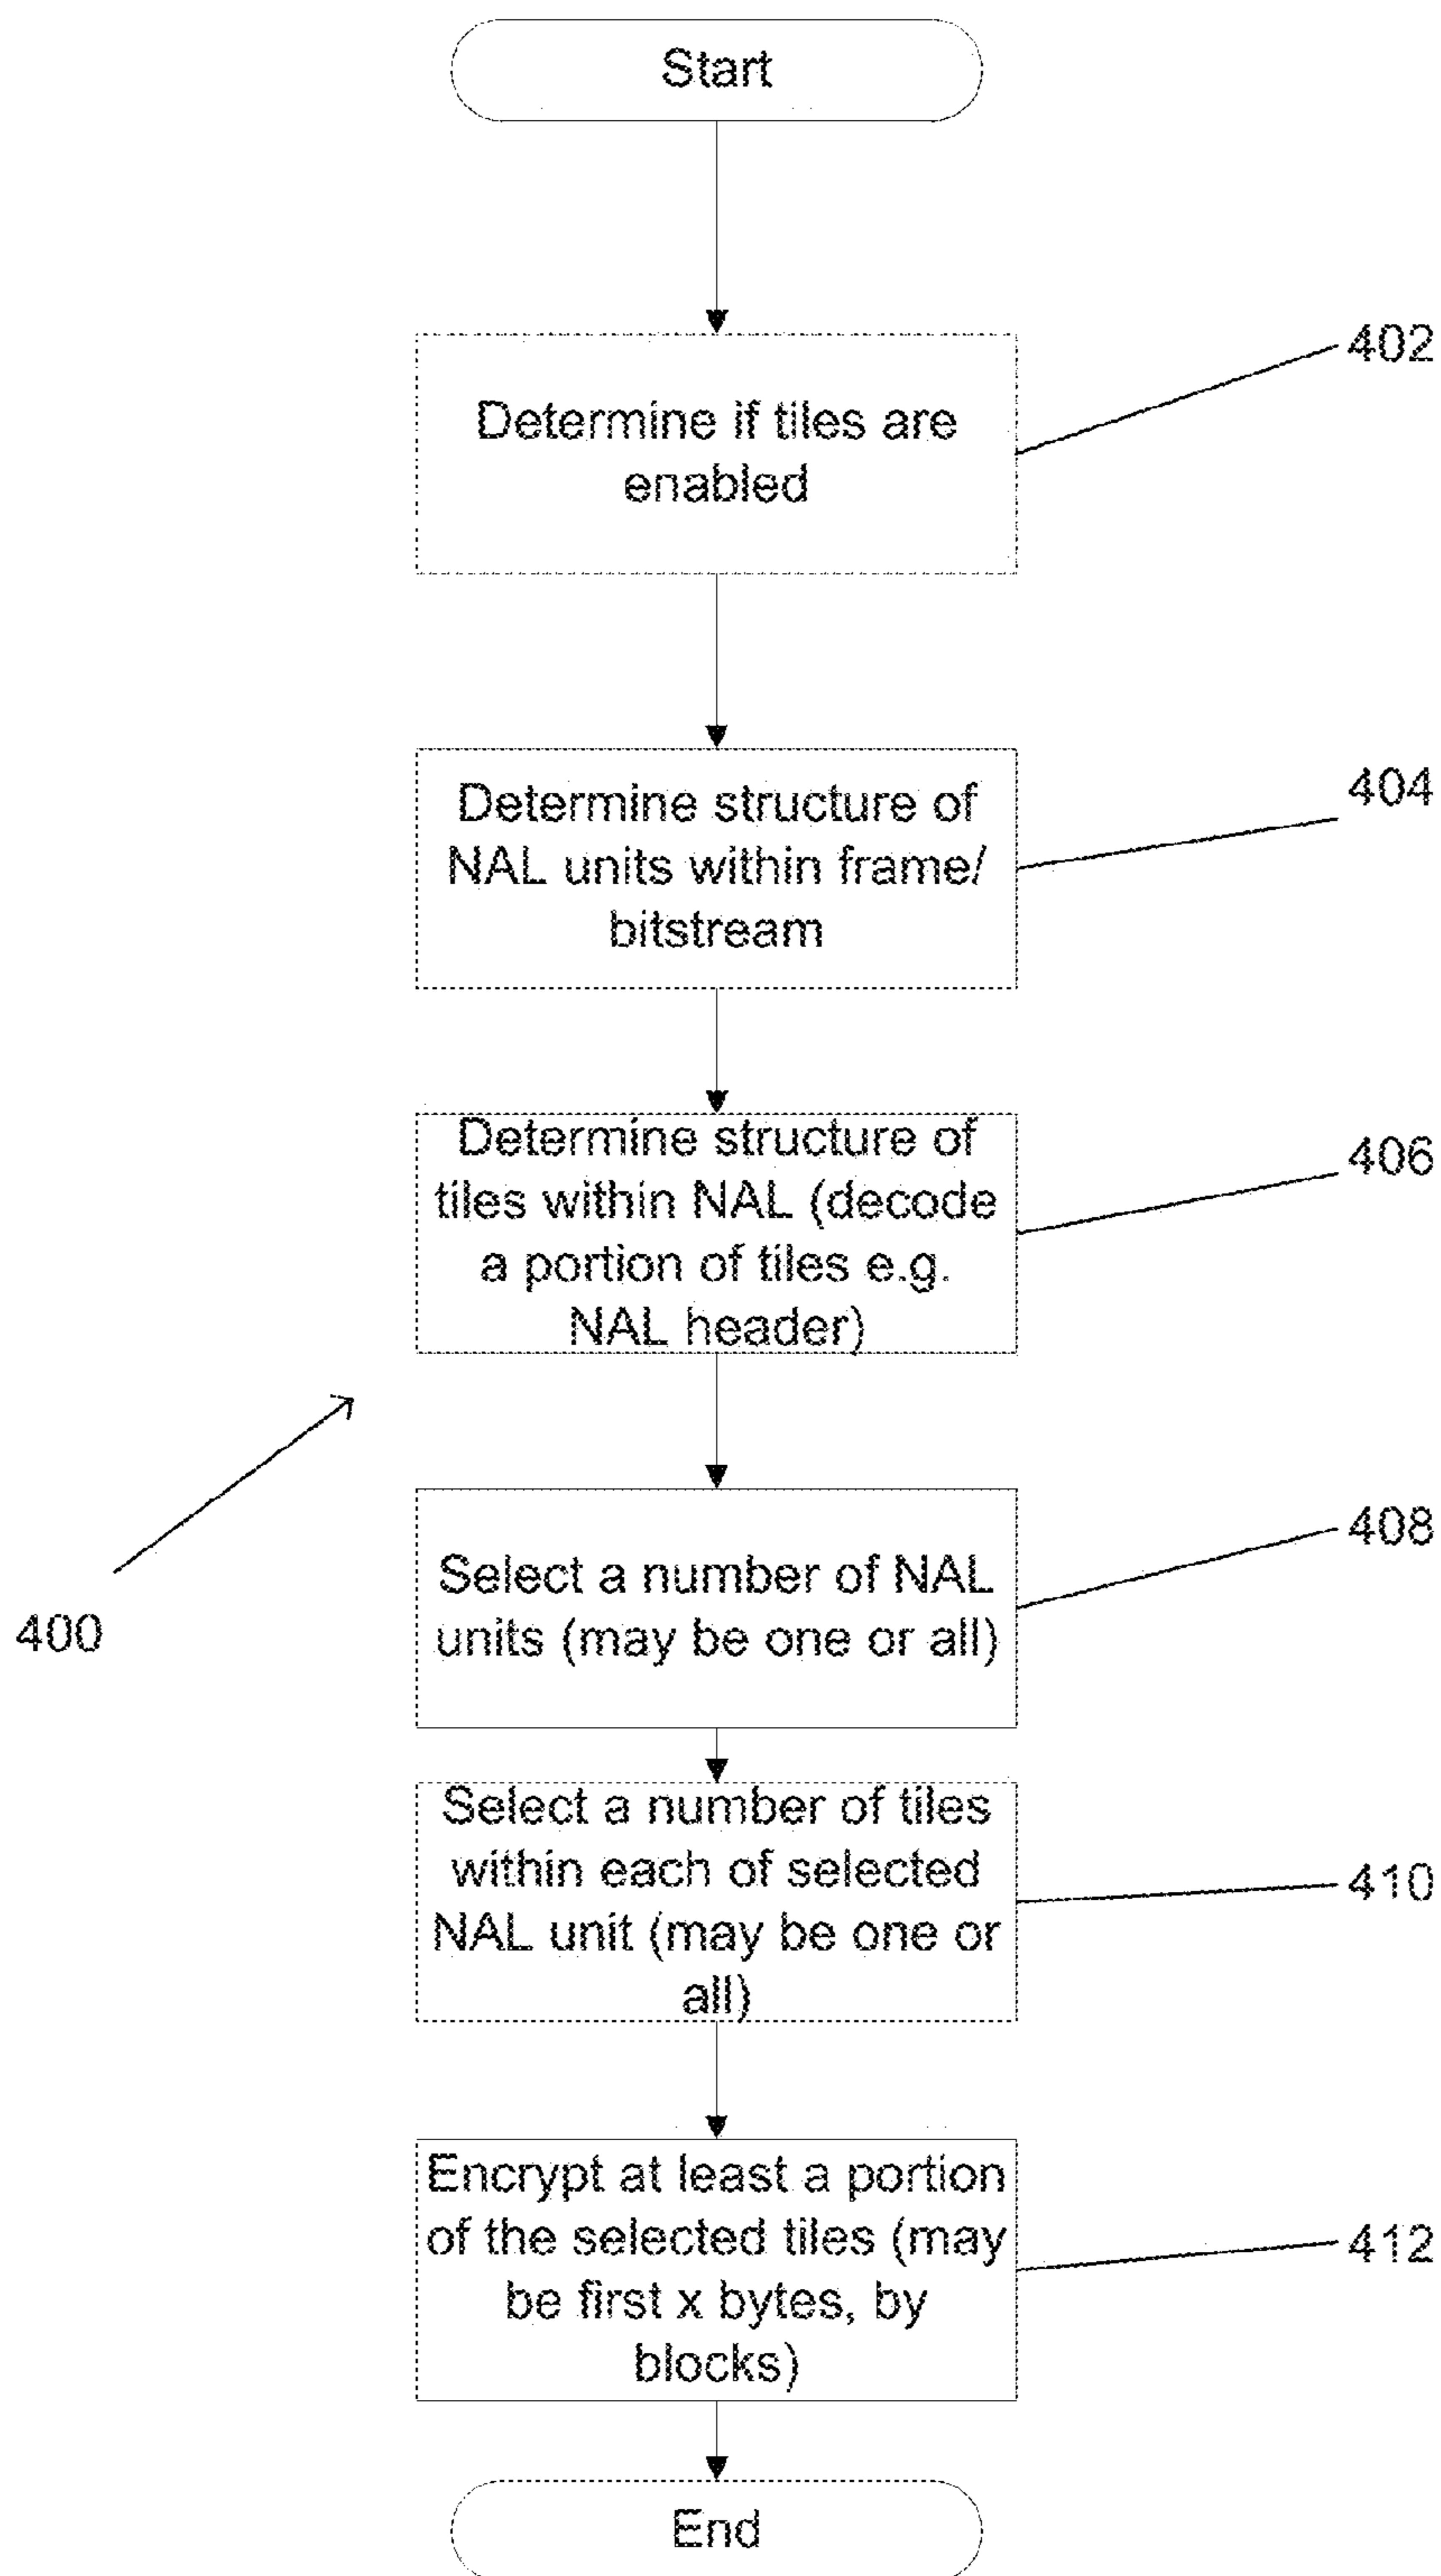 Start
402
Determine if tiles are
enabled
404
Determine structure of
NAL units within frame/
bitstream
406
Determine structure of
tiles within NAL (decode
a portion of tiles e.g.
NAL header)
408
Select a number of NAL
units (may be one or all)
400
410
Select a number of tiles
within each of selected
NAL unit (may be one or
all)
412
Encrypt at least a portion
of the selected tiles (may
be first x bytes, by
blocks)
End